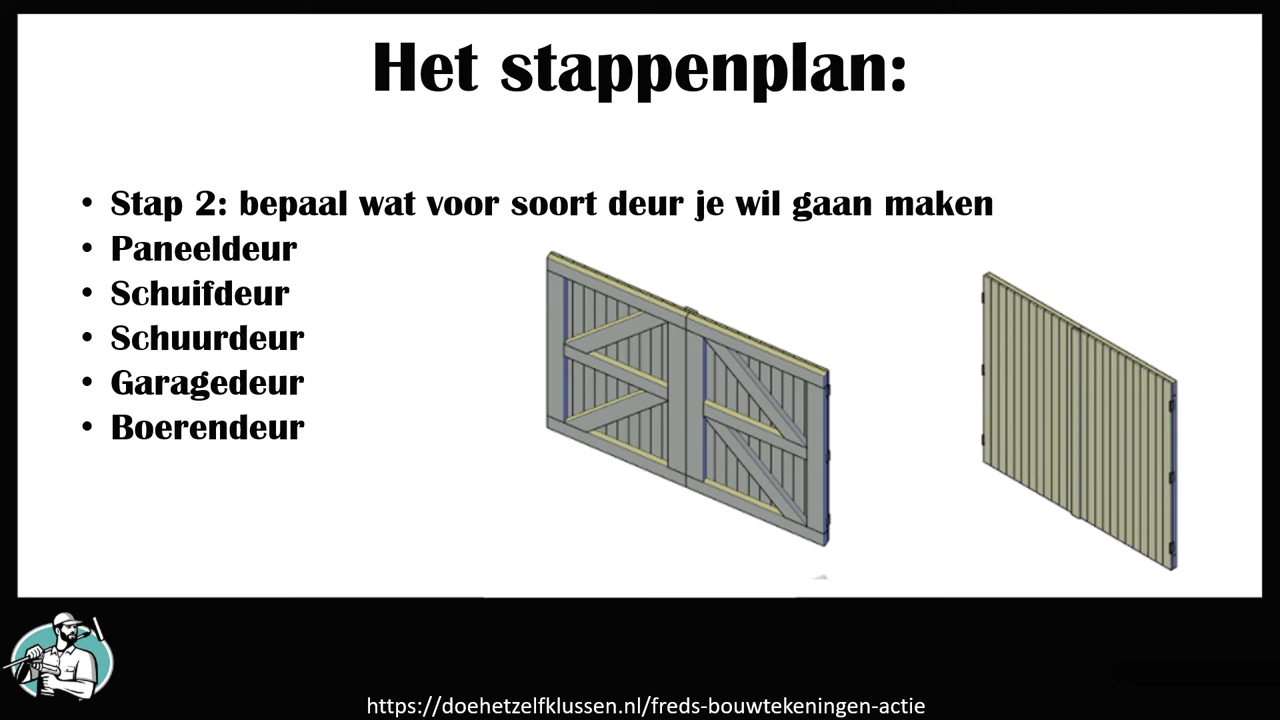 Het stappenplan:
• Stap 2: bepaal wat voor soort deur je wil gaan maken
• Paneeldeur
• Schuifdeur
• Schuurdeur
• Garagedeur
• Boerendeur
https://doehetzelfklussen.nl/freds-bouwtekeningen-actie